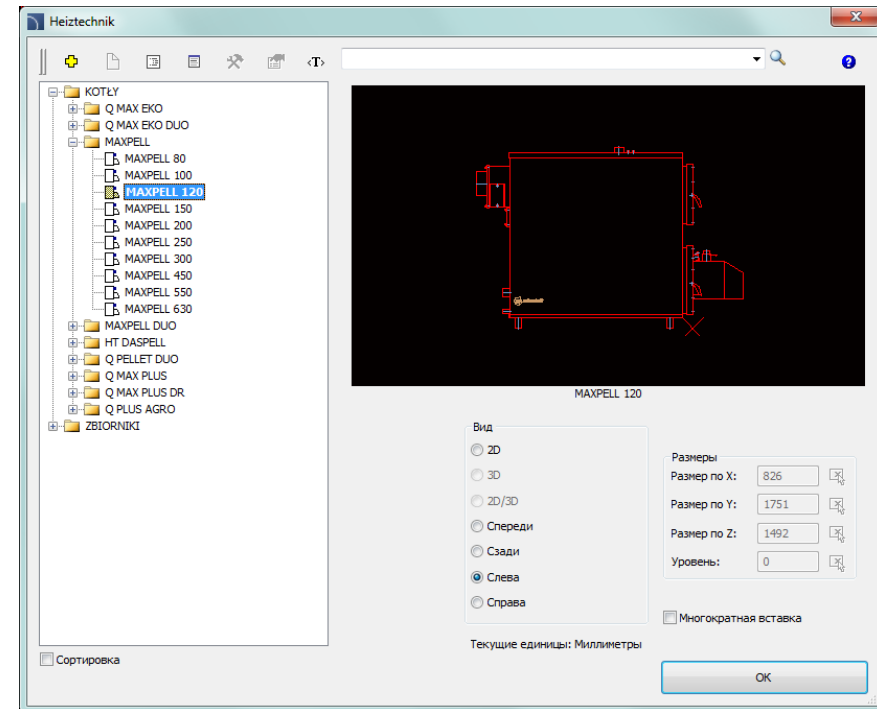 Heiztechnik
<T>
KOTŁY
Q MAX EKO
Q MAX EKO DUO
MAXPELL
MAXPELL 80
MAXPELL 100
MAXPELL 120
MAXPELL 150
MAXPELL 200
MAXPELL 250
MAXPELL 300
MAXPELL 450
MAXPELL 550
MAXPELL 630
MAXPELL DUO
HT DASPELL
Q PELLET DUO
Q MAX PLUS
Q MAX PLUS DR
Q PLUS AGRO
ZBIORNIKI
Сортировка
MAXPELL 120
Вид
2D
3D
2D/3D
Спереди
Сзади
Слева
Справа
Текущие единицы: Миллиметры
Размеры
Размер по X: 826
Размер по Y: 1751
Размер по Z: 1492
Уровень: 0
Многократная вставка
OK